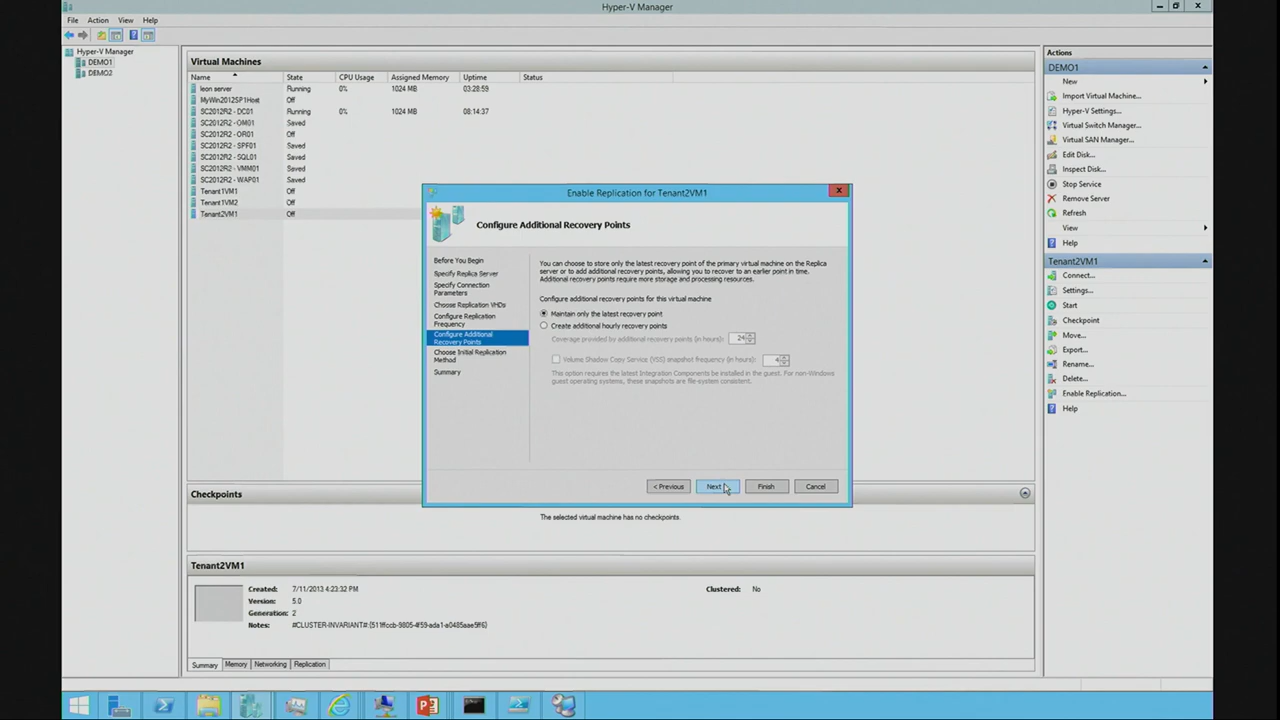 Hyper-V Manager
File Action View Help
Hyper-V Manager
DEMO1
DEMO2
Virtual Machines
Name State CPU Usage Assigned Memory Uptime Status
leon server Running 0% 1024 MB 03:28:59
MyWin2012SP1Host Off
SC2012R2 - DC01 Running 0% 1024 MB 08:14:37
SC2012R2 - OM01 Saved
SC2012R2 - OR01 Off
SC2012R2 - SPF01 Saved
SC2012R2 - SQL01 Saved
SC2012R2 - VMM01 Saved
SC2012R2 - WAP01 Saved
Tenant1VM1 Off
Tenant1VM2 Off
Tenant2VM1 Off
Enable Replication for Tenant2VM1
Configure Additional Recovery Points
Before You Begin
Specify Replica Server
Specify Connection
Parameters
Choose Replication VHDs
Configure Replication
Frequency
Configure Additional
Recovery Points
Choose Initial Replication
Method
Summary
You can choose to store only the latest recovery point of the primary virtual machine on the Replica
server or to add additional recovery points, allowing you to recover to an earlier point in time.
Additional recovery points require more storage and processing resources.
Configure additional recovery points for this virtual machine
Maintain only the latest recovery point
Create additional hourly recovery points
Coverage provided by additional recovery points (in hours): 24
Volume Shadow Copy Service (VSS) snapshot frequency (in hours): 4
This option requires the latest Integration Components be installed in the guest. For non-Windows
guest operating systems, these snapshots are file-system consistent.
< Previous Next > Finish Cancel
Checkpoints
The selected virtual machine has no checkpoints.
Tenant2VM1
Created: 7/11/2013 4:23:32 PM Clustered: No
Version: 5.0
Generation: 2
Notes: #CLUSTER-INVARIANT#:{511ffccb-9805-4f59-ada1-a0485aae5ff6}
Summary Memory Networking Replication
Actions
DEMO1
New
Import Virtual Machine...
Hyper-V Settings...
Virtual Switch Manager...
Virtual SAN Manager...
Edit Disk...
Inspect Disk...
Stop Service
Remove Server
Refresh
View
Help
Tenant2VM1
Connect...
Settings...
Start
Checkpoint
Move...
Export...
Rename...
Delete...
Enable Replication...
Help